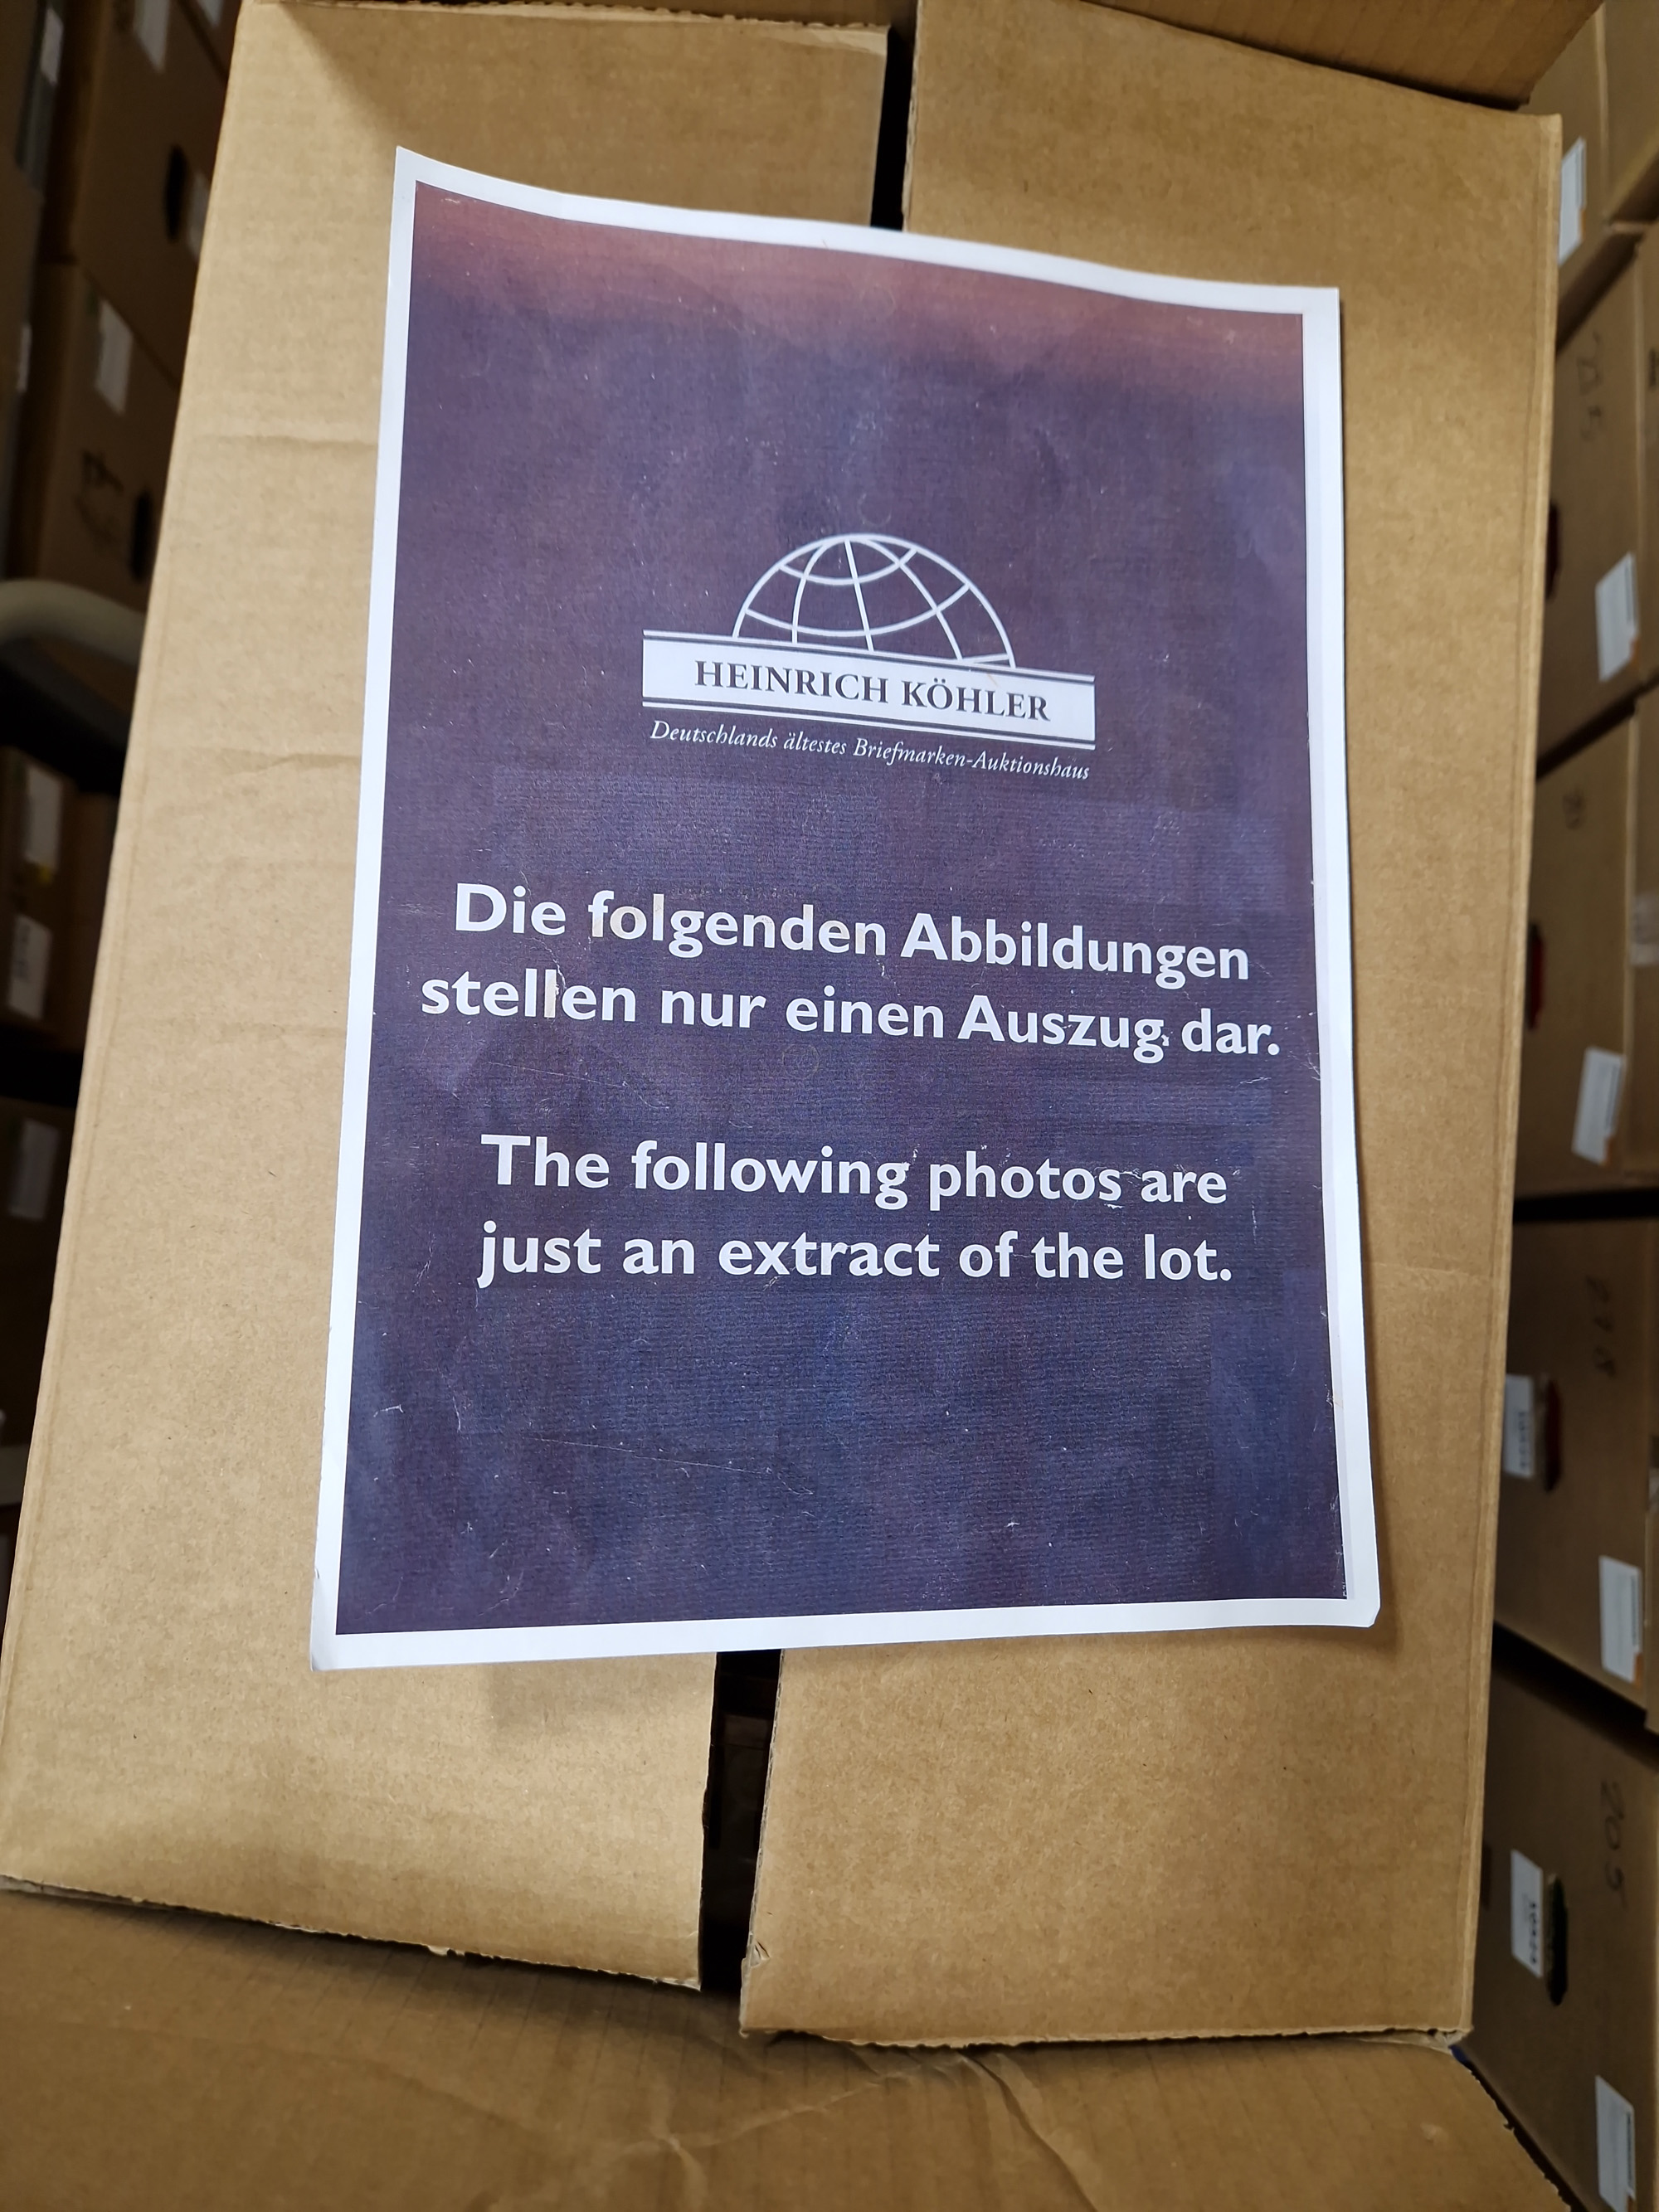 HEINRICH KÖHLER
Deutschlands ältestes Briefmarken-Auktionshaus
Die folgenden Abbildungen
stellen nur einen Auszug dar.
The following photos are
just an extract of the lot.